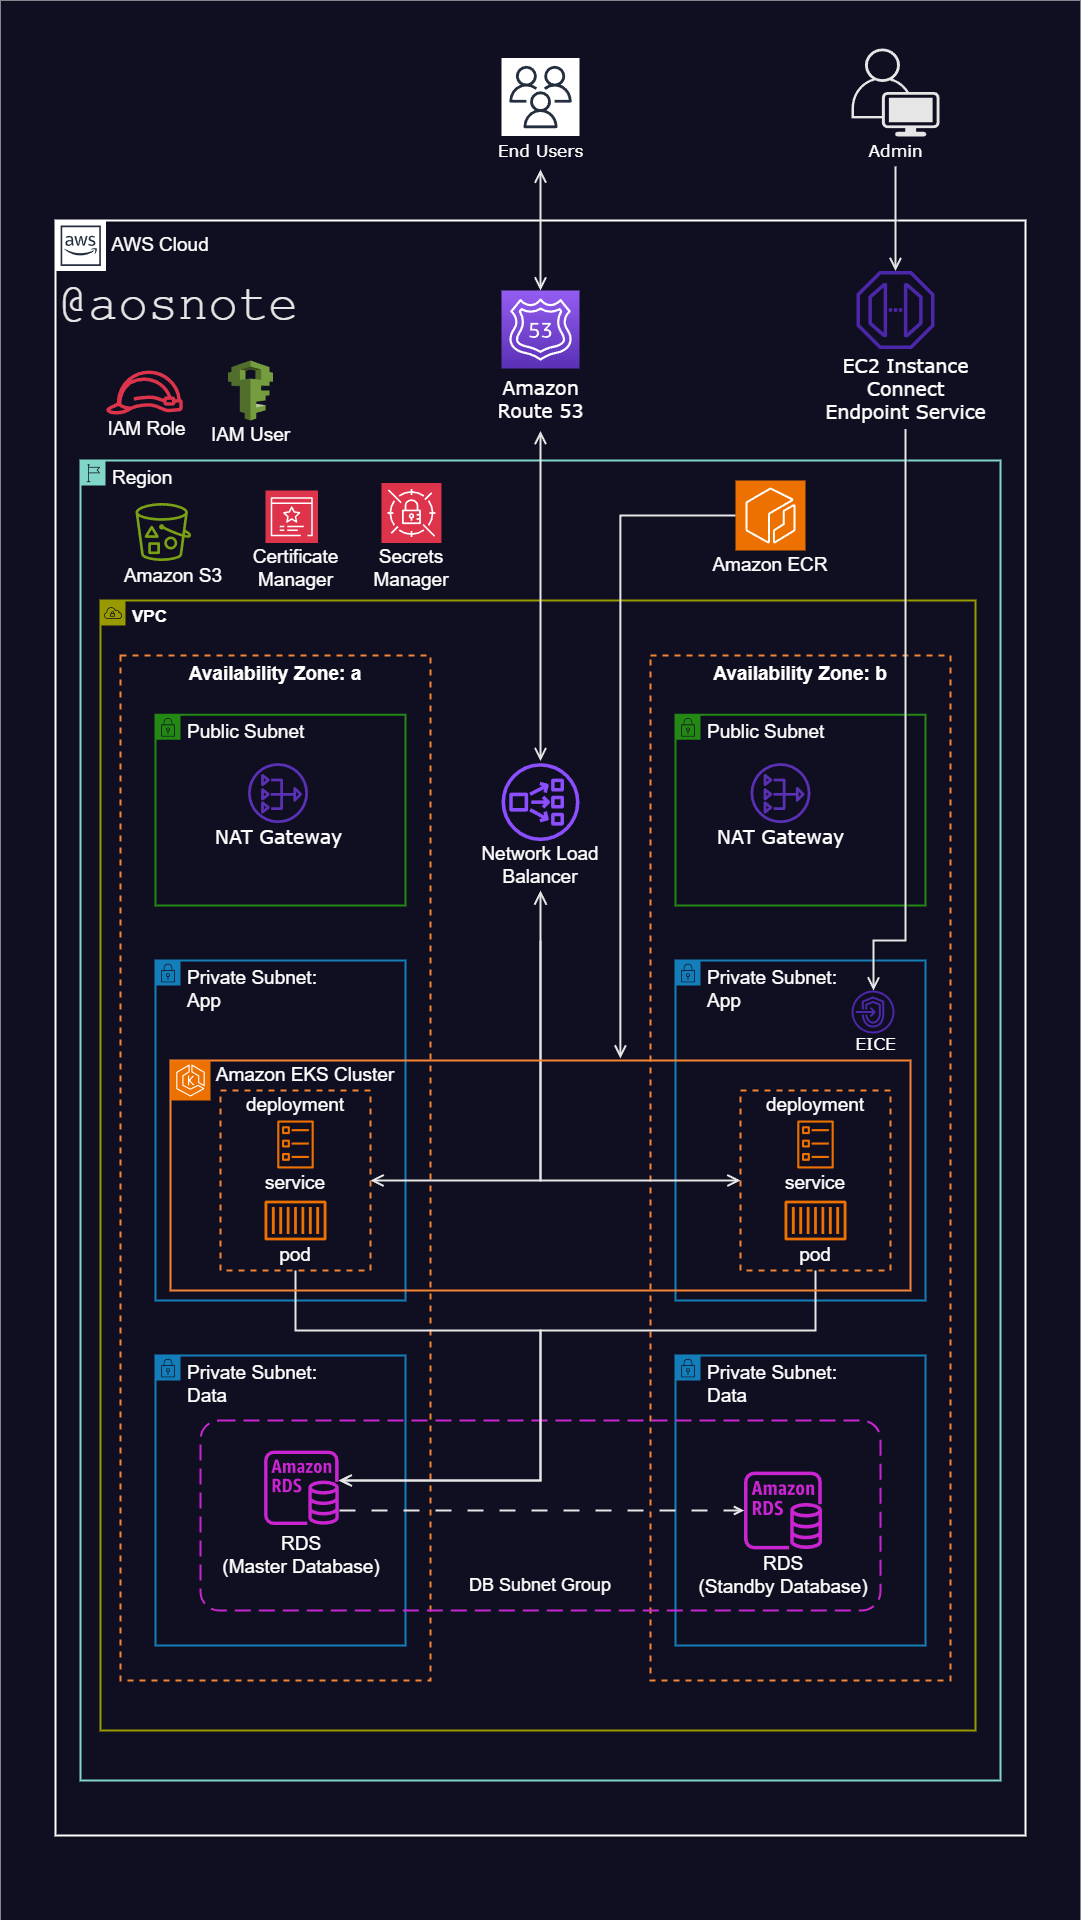 End Users
Admin
aws
AWS Cloud
@aosnote
53
Amazon
Route 53
EC2 Instance
Connect
Endpoint Service
IAM Role
IAM User
Region
Amazon S3
Certificate
Manager
Secrets
Manager
Amazon ECR
VPC
Availability Zone: a
Availability Zone: b
Public Subnet
NAT Gateway
Public Subnet
NAT Gateway
Network Load
Balancer
Private Subnet:
App
Private Subnet:
App
EICE
K
Amazon EKS Cluster
deployment
service
pod
deployment
service
pod
Private Subnet:
Data
Private Subnet:
Data
Amazon
RDS
RDS
(Master Database)
Amazon
RDS
RDS
(Standby Database)
DB Subnet Group